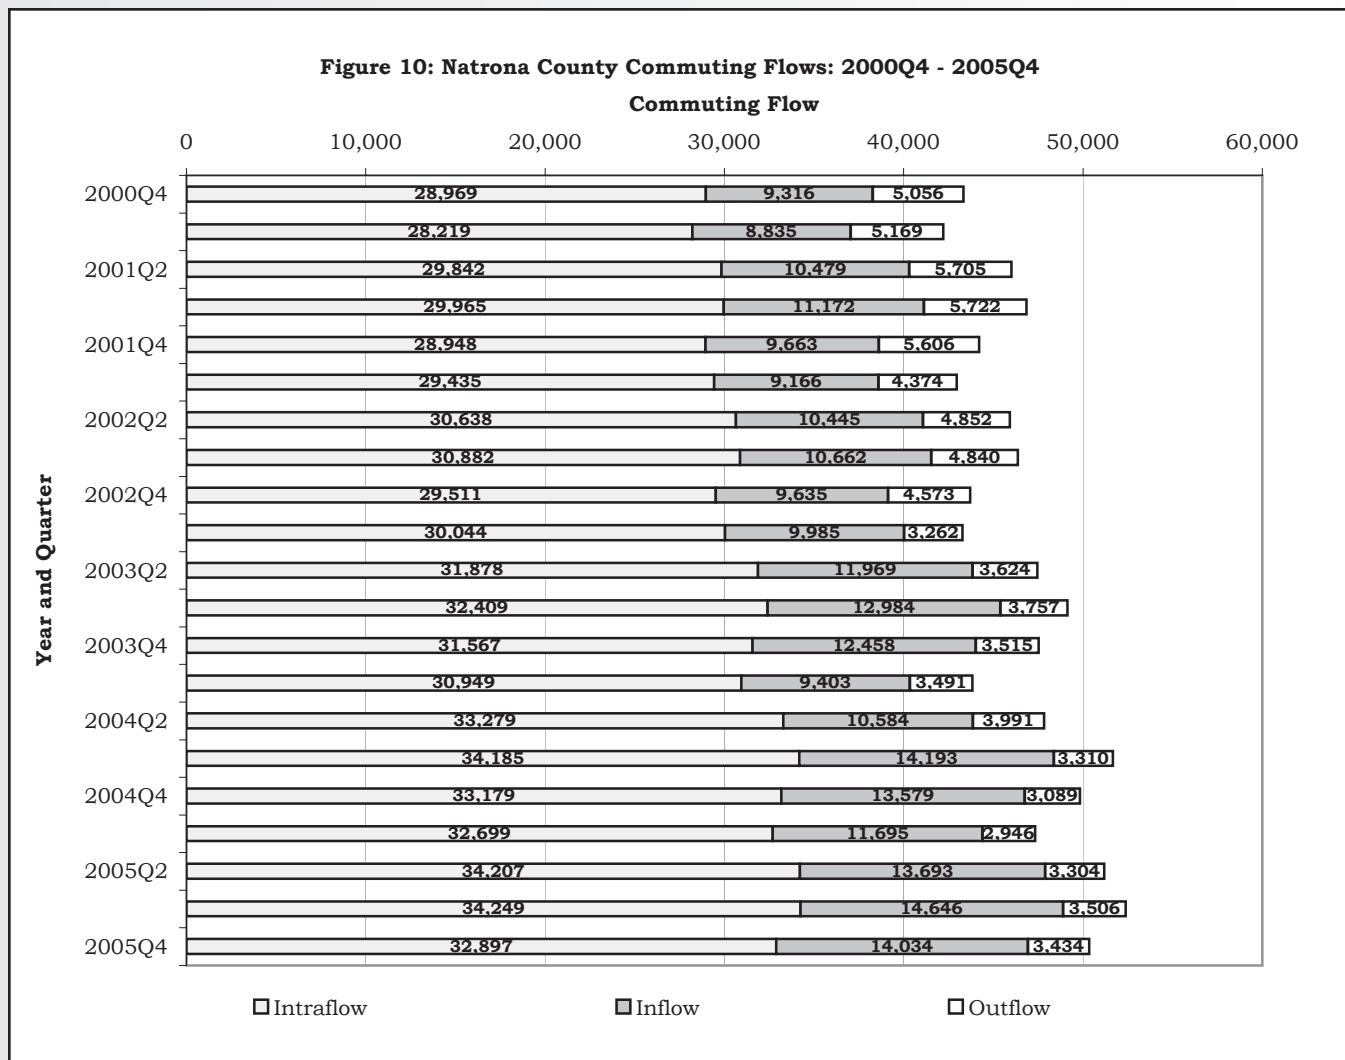 Figure 10: Natrona County Commuting Flows: 2000Q4 - 2005Q4
Commuting Flow
0 10,000 20,000 30,000 40,000 50,000 60,000
2000Q4 28,969 9,316 5,056
28,219 8,835 5,169
2001Q2 29,842 10,479 5,705
29,965 11,172 5,722
2001Q4 28,948 9,663 5,606
29,435 9,166 4,374
2002Q2 30,638 10,445 4,852
30,882 10,662 4,840
2002Q4 29,511 9,635 4,573
30,044 9,985 3,262
2003Q2 31,878 11,969 3,624
32,409 12,984 3,757
2003Q4 31,567 12,458 3,515
30,949 9,403 3,491
2004Q2 33,279 10,584 3,991
34,185 14,193 3,310
2004Q4 33,179 13,579 3,089
32,699 11,695 2,946
2005Q2 34,207 13,693 3,304
34,249 14,646 3,506
2005Q4 32,897 14,034 3,434
Year and Quarter
Intraflow Inflow Outflow